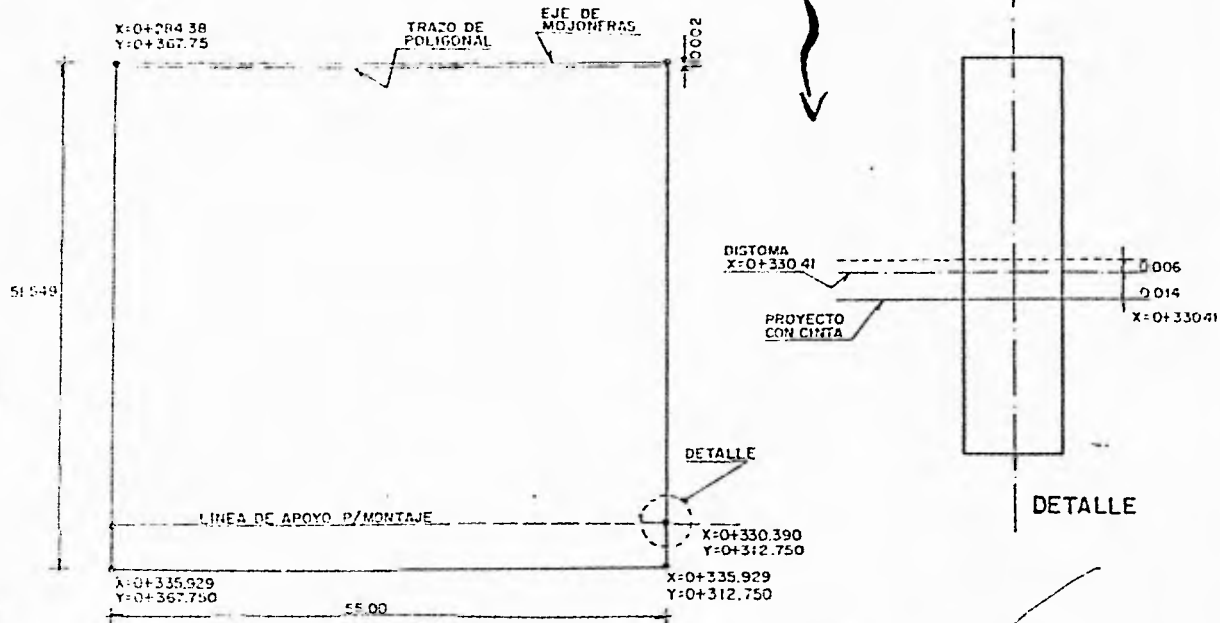 X=0+284.38
Y=0+367.75
TRAZO DE
POLIGONAL
EJE DE
MOJONERAS
0.002
51.549
LINEA DE APOYO P/MONTAJE
DETALLE
X=0+330.390
Y=0+312.750
X=0+335.929
Y=0+367.750
X=0+335.929
Y=0+312.750
55.00
DISTOMA
X=0+330.41
PROYECTO
CON CINTA
0.006
0.014
X=0+330.41
DETALLE